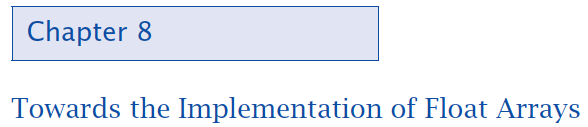 Chapter 8
Towards the Implementation of Float Arrays